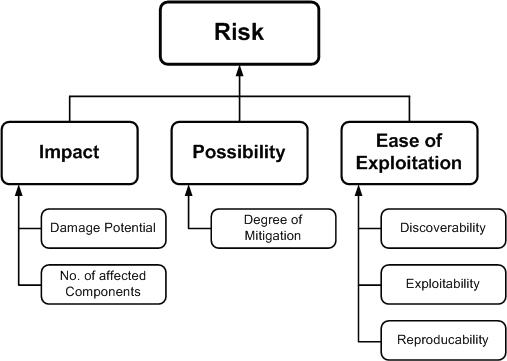 Risk
Impact
Possibility
Ease of
Exploitation
Damage Potential
No. of affected
Components
Degree of
Mitigation
Discoverability
Exploitability
Reproducability